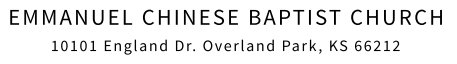 EMMANUEL CHINESE BAPTIST CHURCH
10101 England Dr. Overland Park, KS 66212